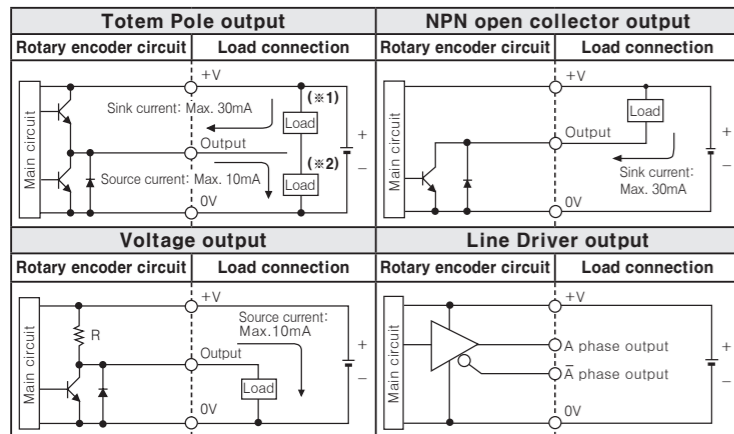 Totem Pole output
Rotary encoder circuit Load connection
Main circuit
+V
Sink current: Max. 30mA
(※1)
Load
Output
(※2)
Source current: Max. 10mA
Load
+
−
0V
NPN open collector output
Rotary encoder circuit Load connection
Main circuit
+V
Load
Output
Sink current:
Max. 30mA
+
−
0V
Voltage output
Rotary encoder circuit Load connection
Main circuit
+V
R
Source current:
Max.10mA
Output
Load
+
−
0V
Line Driver output
Rotary encoder circuit Load connection
Main circuit
+V
A phase output
Ā phase output
+
−
0V